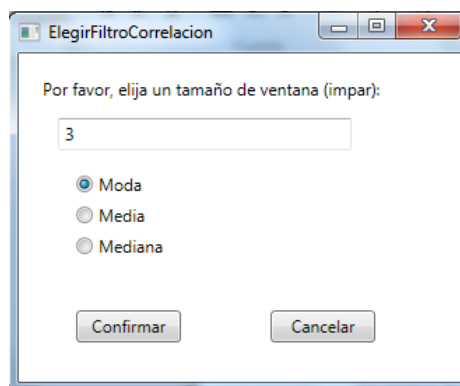 ElegirFiltroCorrelacion
Por favor, elija un tamaño de ventana (impar):
3
Moda
Media
Mediana
Confirmar Cancelar